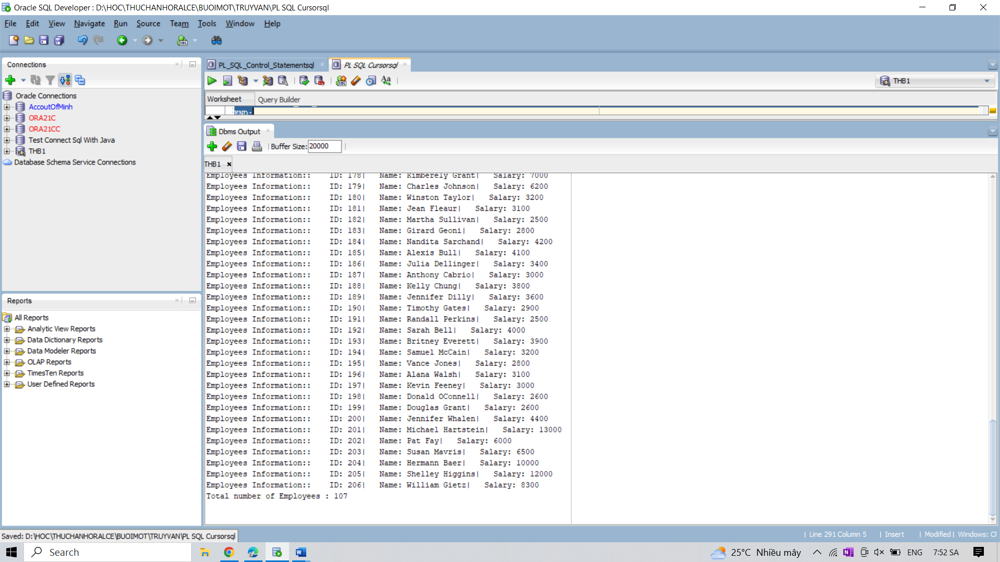 Oracle SQL Developer : D:\HOC\THUCHANHORALCE\BUOIMOT\TRUYVAN\PL SQL Cursorsql
File Edit View Navigate Run Source Team Tools Window Help
Connections
Oracle Connections
AccoutOfMinh
ORA21C
ORA21CC
Test Connect Sql With Java
THB1
Database Schema Service Connections
Reports
All Reports
Analytic View Reports
Data Dictionary Reports
Data Modeler Reports
OLAP Reports
TimesTen Reports
User Defined Reports
PL_SQL_Control_Statementsql
PL SQL Cursorsql
THB1
Worksheet Query Builder
END;
Dbms Output
Buffer Size: 20000
THB1
Employees Information:: ID: 178| Name: Kimberely Grant| Salary: 7000
Employees Information:: ID: 179| Name: Charles Johnson| Salary: 6200
Employees Information:: ID: 180| Name: Winston Taylor| Salary: 3200
Employees Information:: ID: 181| Name: Jean Fleaur| Salary: 3100
Employees Information:: ID: 182| Name: Martha Sullivan| Salary: 2500
Employees Information:: ID: 183| Name: Girard Geoni| Salary: 2800
Employees Information:: ID: 184| Name: Nandita Sarchand| Salary: 4200
Employees Information:: ID: 185| Name: Alexis Bull| Salary: 4100
Employees Information:: ID: 186| Name: Julia Dellinger| Salary: 3400
Employees Information:: ID: 187| Name: Anthony Cabrio| Salary: 3000
Employees Information:: ID: 188| Name: Kelly Chung| Salary: 3800
Employees Information:: ID: 189| Name: Jennifer Dilly| Salary: 3600
Employees Information:: ID: 190| Name: Timothy Gates| Salary: 2900
Employees Information:: ID: 191| Name: Randall Perkins| Salary: 2500
Employees Information:: ID: 192| Name: Sarah Bell| Salary: 4000
Employees Information:: ID: 193| Name: Britney Everett| Salary: 3900
Employees Information:: ID: 194| Name: Samuel McCain| Salary: 3200
Employees Information:: ID: 195| Name: Vance Jones| Salary: 2800
Employees Information:: ID: 196| Name: Alana Walsh| Salary: 3100
Employees Information:: ID: 197| Name: Kevin Feeney| Salary: 3000
Employees Information:: ID: 198| Name: Donald OConnell| Salary: 2600
Employees Information:: ID: 199| Name: Douglas Grant| Salary: 2600
Employees Information:: ID: 200| Name: Jennifer Whalen| Salary: 4400
Employees Information:: ID: 201| Name: Michael Hartstein| Salary: 13000
Employees Information:: ID: 202| Name: Pat Fay| Salary: 6000
Employees Information:: ID: 203| Name: Susan Mavris| Salary: 6500
Employees Information:: ID: 204| Name: Hermann Baer| Salary: 10000
Employees Information:: ID: 205| Name: Shelley Higgins| Salary: 12000
Employees Information:: ID: 206| Name: William Gietz| Salary: 8300
Total number of Employees : 107
Saved: D:\HOC\THUCHANHORALCE\BUOIMOT\TRUYVAN\PL SQL Cursorsql
| Line 291 Column 5 | Insert | Modified | Windows: CF
Search
25°C Nhiều mây
ENG
7:52 SA